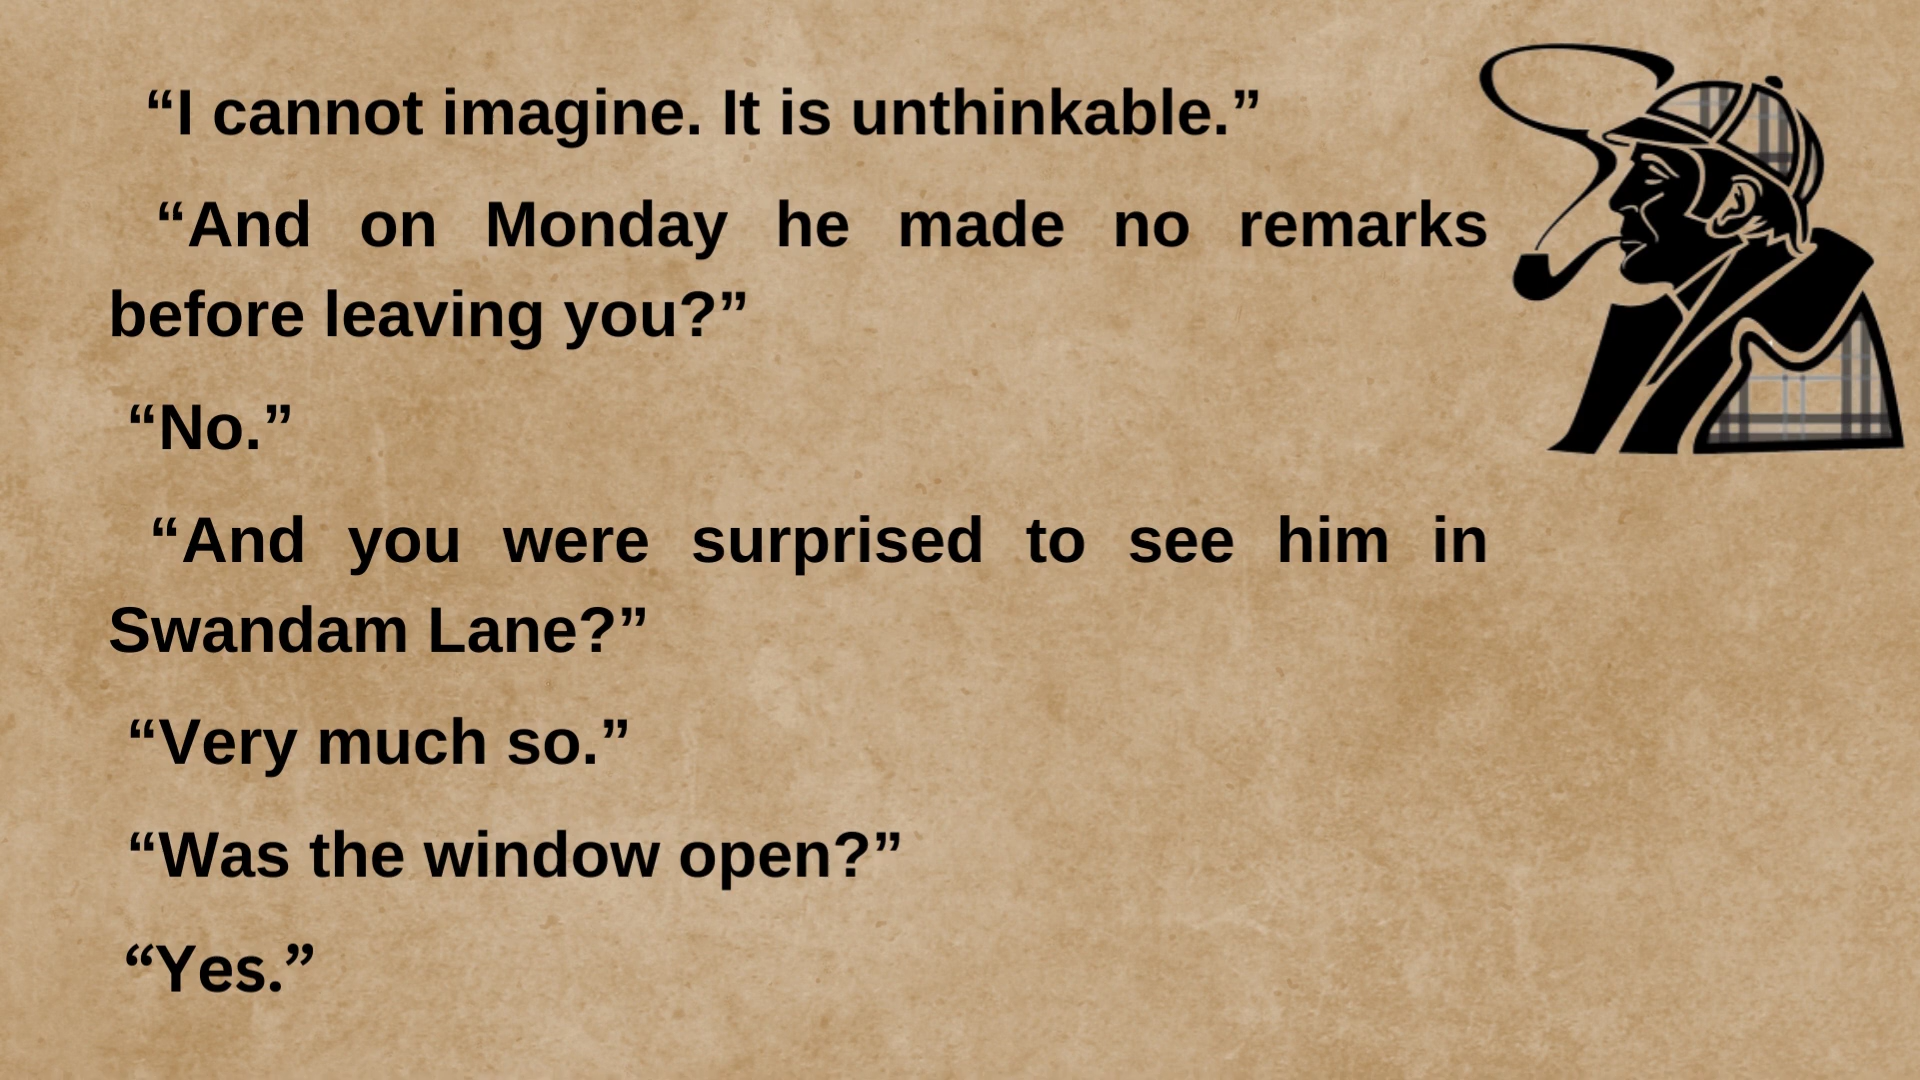 “I cannot imagine. It is unthinkable.”
“And on Monday he made no remarks
before leaving you?”
“No.”
“And you were surprised to see him in
Swandam Lane?”
“Very much so.”
“Was the window open?”
“Yes.”